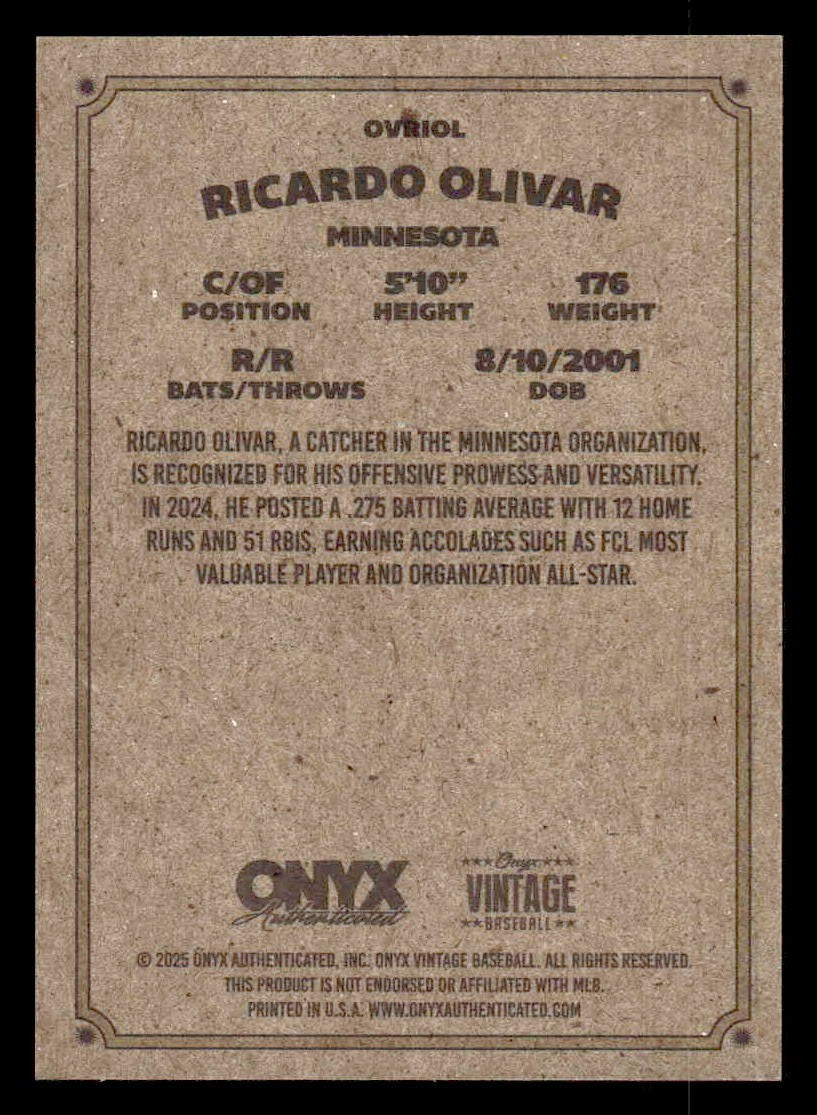 OVRIOL
RICARDO OLIVAR
MINNESOTA
C/OF 5'10" 176
POSITION HEIGHT WEIGHT
R/R 8/10/2001
BATS/THROWS DOB
RICARDO OLIVAR, A CATCHER IN THE MINNESOTA ORGANIZATION,
IS RECOGNIZED FOR HIS OFFENSIVE PROWESS AND VERSATILITY.
IN 2024, HE POSTED A .275 BATTING AVERAGE WITH 12 HOME
RUNS AND 51 RBIS, EARNING ACCOLADES SUCH AS FCL MOST
VALUABLE PLAYER AND ORGANIZATION ALL-STAR.
ONYX
Authenticated
Onyx
VINTAGE
BASEBALL
© 2025 ONYX AUTHENTICATED, INC. ONYX VINTAGE BASEBALL. ALL RIGHTS RESERVED.
THIS PRODUCT IS NOT ENDORSED OR AFFILIATED WITH MLB.
PRINTED IN U.S.A. WWW.ONYXAUTHENTICATED.COM